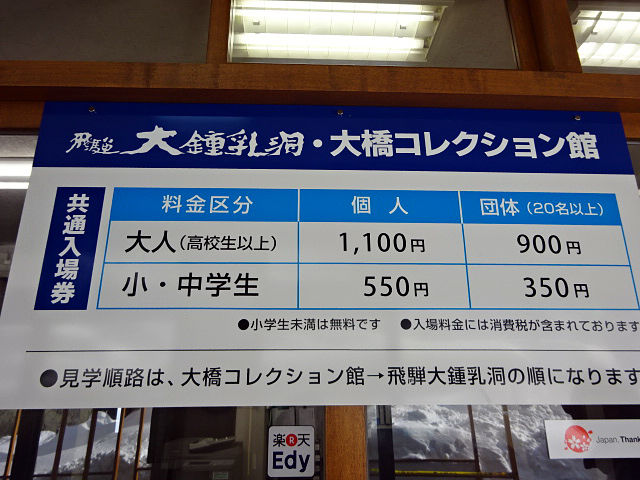 飛騨大鍾乳洞・大橋コレクション館
共通入場券
料金区分 個人 団体（20名以上）
大人（高校生以上） 1,100円 900円
小・中学生 550円 350円
●小学生未満は無料です ●入場料金には消費税が含まれております
●見学順路は、大橋コレクション館→飛騨大鍾乳洞の順になります
楽R天
Edy
Japan. Thank